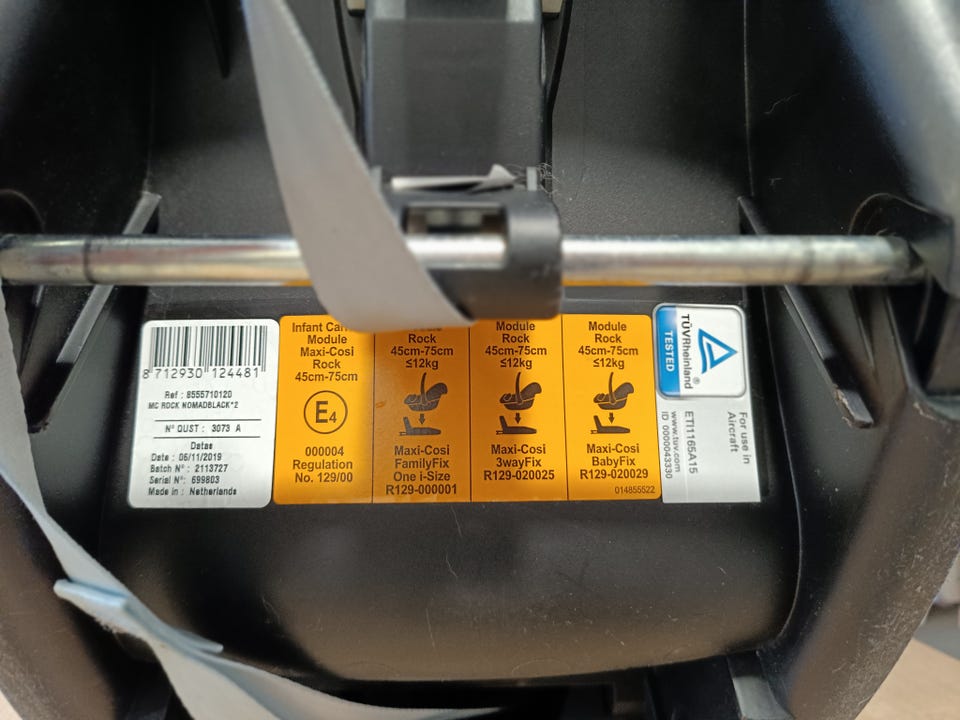 8 712930 124481
Ref : 8555710120
MC ROCK NOMADBLACK*2
N° OUST : 3073 A
Datas
Date : 05/11/2019
Batch N° : 2113727
Serial N° : 699803
Made in : Netherlands
Infant
Module
Maxi-Cosi
Rock
45cm-75cm
E4
000004
Regulation
No. 129/00
Rock
45cm-75cm
≤12kg
Maxi-Cosi
FamilyFix
One i-Size
R129-000001
Module
Rock
45cm-75cm
≤12kg
Maxi-Cosi
3wayFix
R129-020025
Module
Rock
45cm-75cm
≤12kg
Maxi-Cosi
BabyFix
R129-020029
014855522
TÜVRheinland®
TESTED
For use in
Aircraft
ETI1165A15
www.tuv.com
ID 0000043330